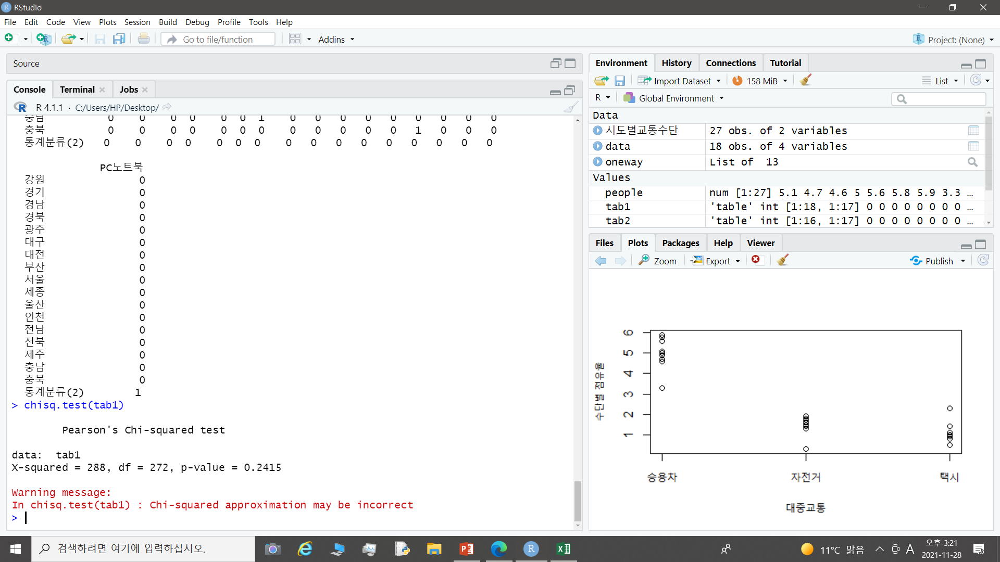 RStudio
File Edit Code View Plots Session Build Debug Profile Tools Help
Go to file/function Addins Project: (None)
Source
Console Terminal Jobs
R 4.1.1 · C:/Users/HP/Desktop/
충남 0 0 0 0 0 0 1 0 0 0 0 0 0 0 0 0
충북 0 0 0 0 0 0 0 0 0 0 0 0 1 0 0 0
통계분류(2) 0 0 0 0 0 0 0 0 0 0 0 0 0 0 0 0
PC노트북
강원 0
경기 0
경남 0
경북 0
광주 0
대구 0
대전 0
부산 0
서울 0
세종 0
울산 0
인천 0
전남 0
전북 0
제주 0
충남 0
충북 0
통계분류(2) 1
> chisq.test(tab1)
Pearson's Chi-squared test
data: tab1
X-squared = 288, df = 272, p-value = 0.2415
Warning message:
In chisq.test(tab1) : Chi-squared approximation may be incorrect
>
Environment History Connections Tutorial
Import Dataset 158 MiB List
R Global Environment
Data
시도별교통수단 27 obs. of 2 variables
data 18 obs. of 4 variables
oneway List of 13
Values
people num [1:27] 5.1 4.7 4.6 5 5.6 5.8 5.9 3.3 …
tab1 'table' int [1:18, 1:17] 0 0 0 0 0 0 0 0 …
tab2 'table' int [1:16, 1:17] 0 0 0 0 0 0 0 0 …
Files Plots Packages Help Viewer
Zoom Export Publish
수단별 점유율
6
5
4
3
2
1
승용차 자전거 택시
대중교통
검색하려면 여기에 입력하십시오.
11°C 맑음 A 오후 3:21
2021-11-28